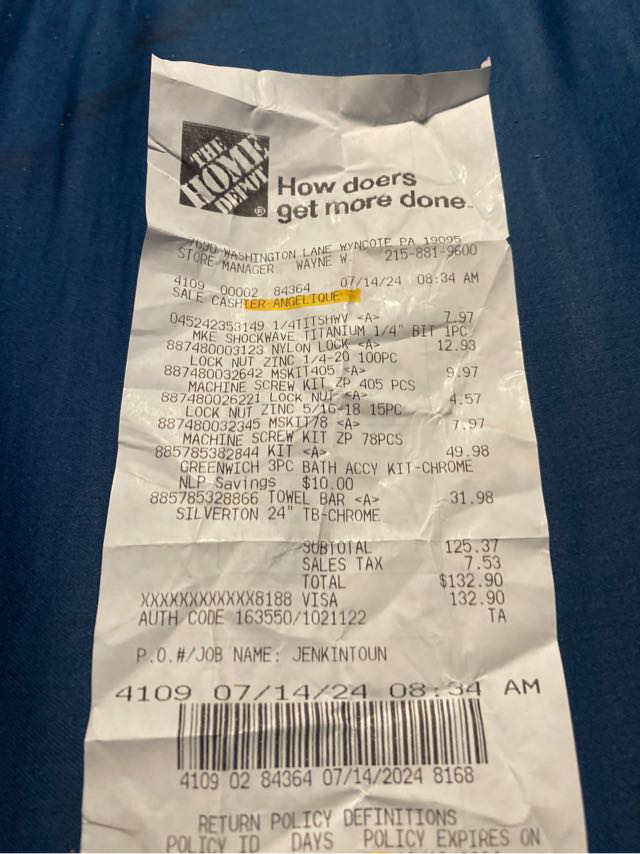 THE
HOME
DEPOT
®
How doers
get more done.
7690 WASHINGTON LANE WYNCOTE PA 19095
STORE MANAGER WAYNE W. 215-881-9600
4109 00002 84364 07/14/24 08:34 AM
SALE CASHIER ANGELIQUE
045242353149 1/4TITSHWV <A> 7.97
MKE SHOCKWAVE TITANIUM 1/4" BIT 1PC
887480003123 NYLON LOCK <A> 12.93
LOCK NUT ZINC 1/4-20 100PC
887480032642 MSKIT405 <A> 9.97
MACHINE SCREW KIT ZP 405 PCS
887480026221 LOCK NUT <A> 4.57
LOCK NUT ZINC 5/16-18 15PC
887480032345 MSKIT78 <A> 7.97
MACHINE SCREW KIT ZP 78PCS
885785382844 KIT <A> 49.98
GREENWICH 3PC BATH ACCY KIT-CHROME
NLP Savings $10.00
885785328866 TOWEL BAR <A> 31.98
SILVERTON 24" TB-CHROME
SUBTOTAL 125.37
SALES TAX 7.53
TOTAL $132.90
XXXXXXXXXXXX8188 VISA 132.90
AUTH CODE 163550/1021122 TA
P.O.#/JOB NAME: JENKINTOUN
4109 07/14/24 08:34 AM
4109 02 84364 07/14/2024 8168
RETURN POLICY DEFINITIONS
POLICY ID DAYS POLICY EXPIRES ON